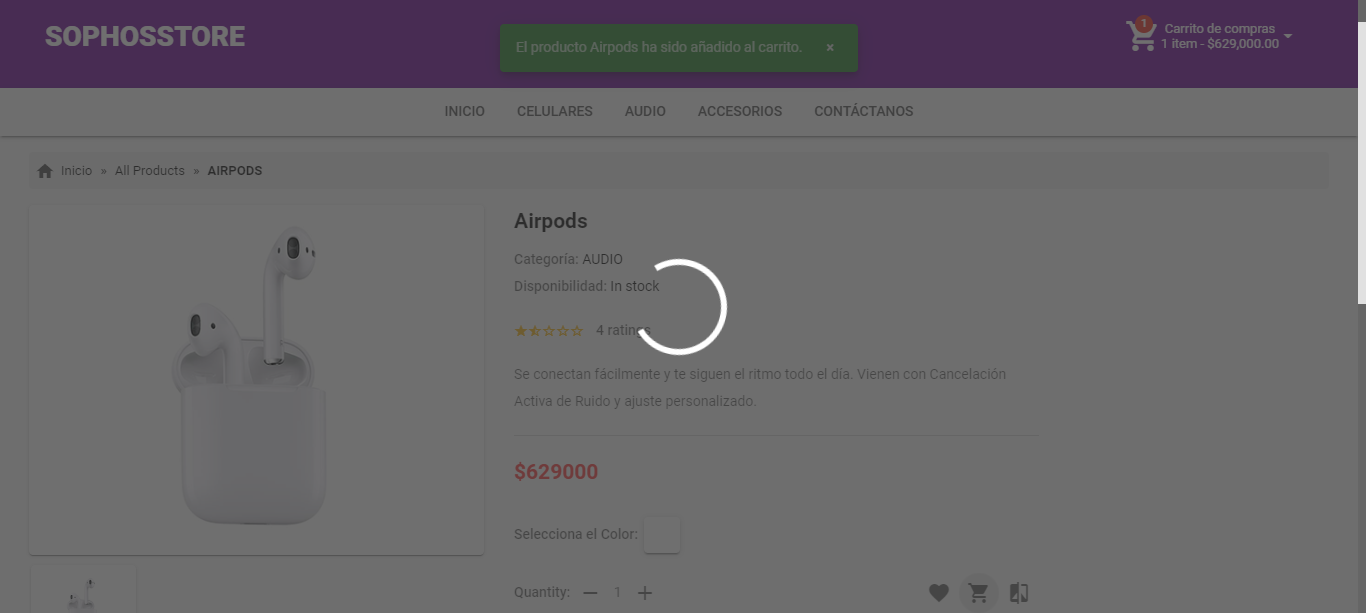 SOPHOSSTORE
El producto Airpods ha sido añadido al carrito. ×
1
Carrito de compras
1 item - $629,000.00
INICIO CELULARES AUDIO ACCESORIOS CONTÁCTANOS
Inicio » All Products » AIRPODS
Airpods
Categoría: AUDIO
Disponibilidad: In stock
4 ratings
Se conectan fácilmente y te siguen el ritmo todo el día. Vienen con Cancelación
Activa de Ruido y ajuste personalizado.
$629000
Selecciona el Color:
Quantity: 1